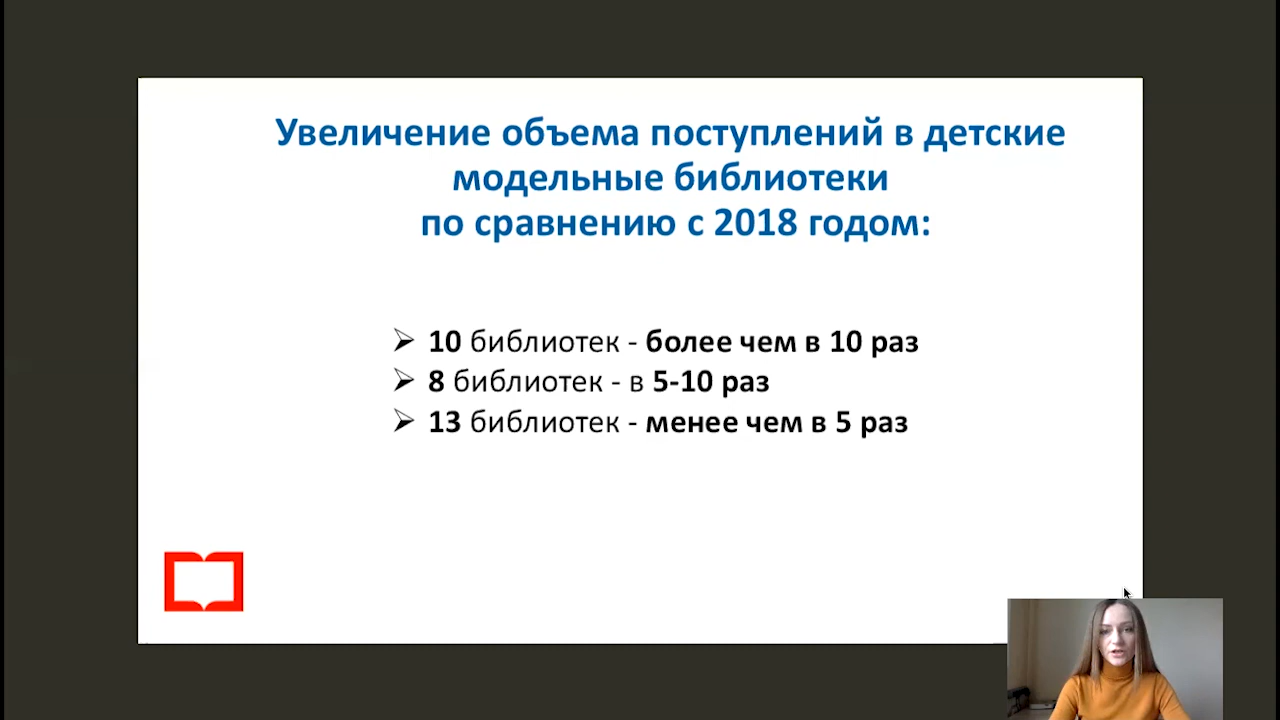 Увеличение объема поступлений в детские
модельные библиотеки
по сравнению с 2018 годом:
10 библиотек - более чем в 10 раз
8 библиотек - в 5-10 раз
13 библиотек - менее чем в 5 раз